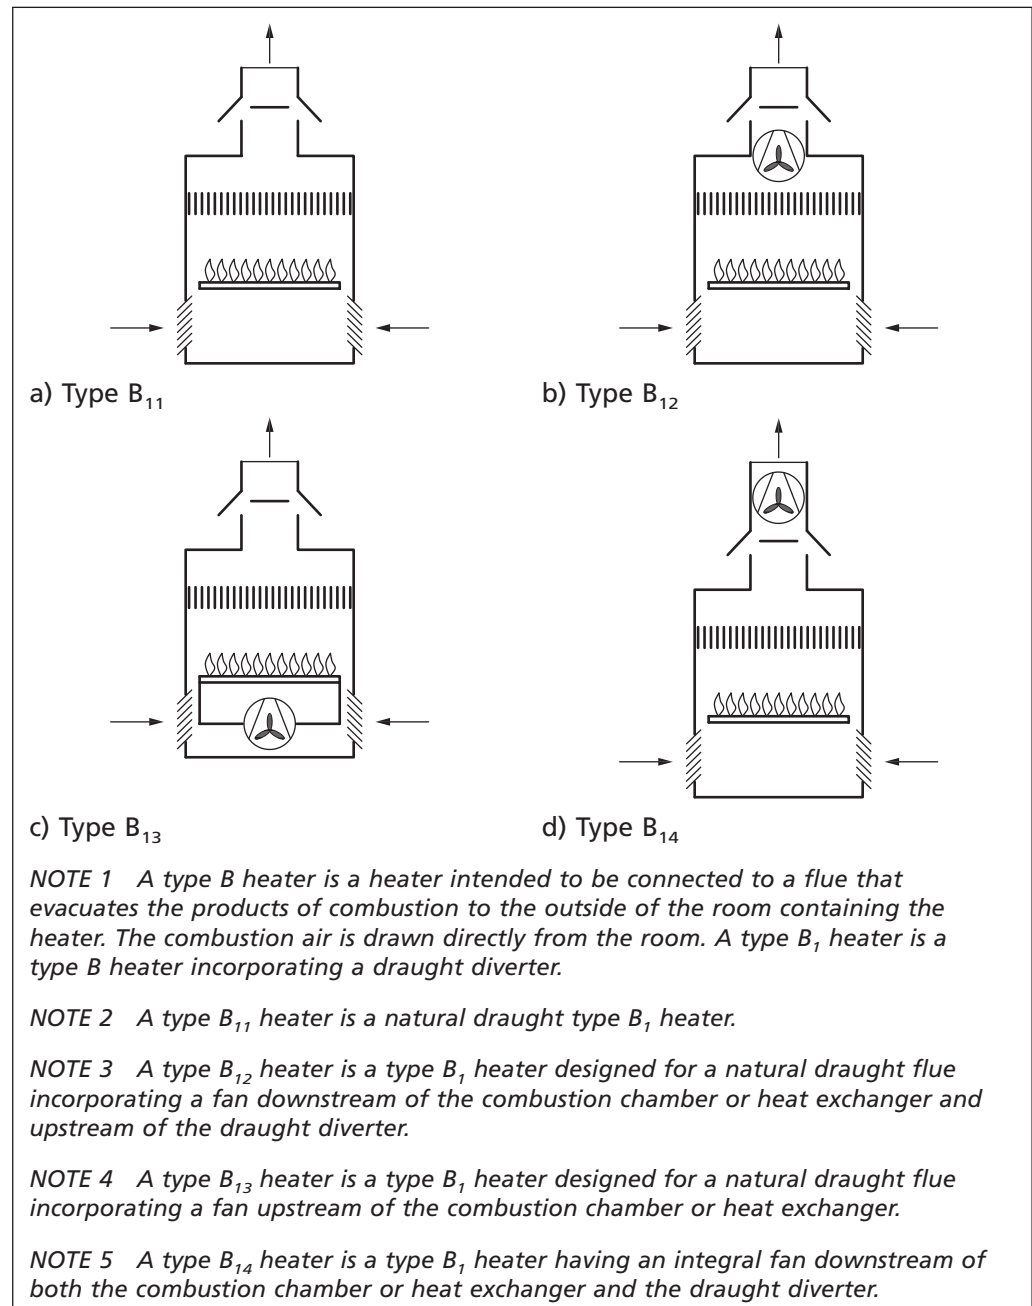 a) Type B₁₁
b) Type B₁₂
c) Type B₁₃
d) Type B₁₄
NOTE 1 A type B heater is a heater intended to be connected to a flue that
evacuates the products of combustion to the outside of the room containing the
heater. The combustion air is drawn directly from the room. A type B₁ heater is a
type B heater incorporating a draught diverter.
NOTE 2 A type B₁₁ heater is a natural draught type B₁ heater.
NOTE 3 A type B₁₂ heater is a type B₁ heater designed for a natural draught flue
incorporating a fan downstream of the combustion chamber or heat exchanger and
upstream of the draught diverter.
NOTE 4 A type B₁₃ heater is a type B₁ heater designed for a natural draught flue
incorporating a fan upstream of the combustion chamber or heat exchanger.
NOTE 5 A type B₁₄ heater is a type B₁ heater having an integral fan downstream of
both the combustion chamber or heat exchanger and the draught diverter.